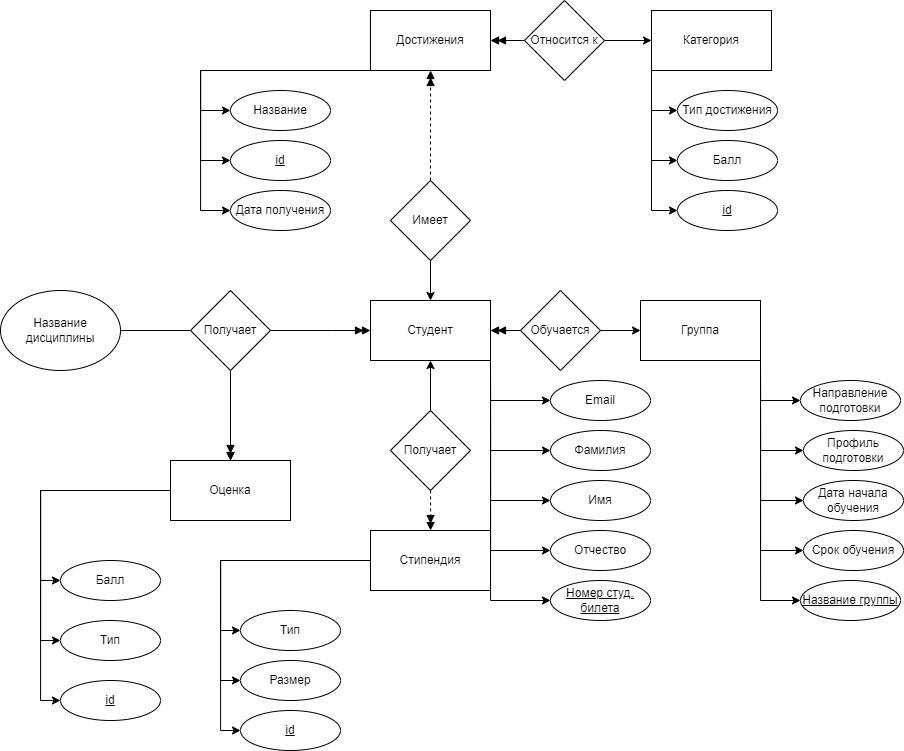 Достижения
Относится к
Категория
Название
id
Дата получения
Тип достижения
Балл
id
Имеет
Название
дисциплины
Получает
Студент
Обучается
Группа
Email
Фамилия
Имя
Отчество
Номер студ.
билета
Направление
подготовки
Профиль
подготовки
Дата начала
обучения
Срок обучения
Название группы
Получает
Оценка
Стипендия
Балл
Тип
id
Тип
Размер
id